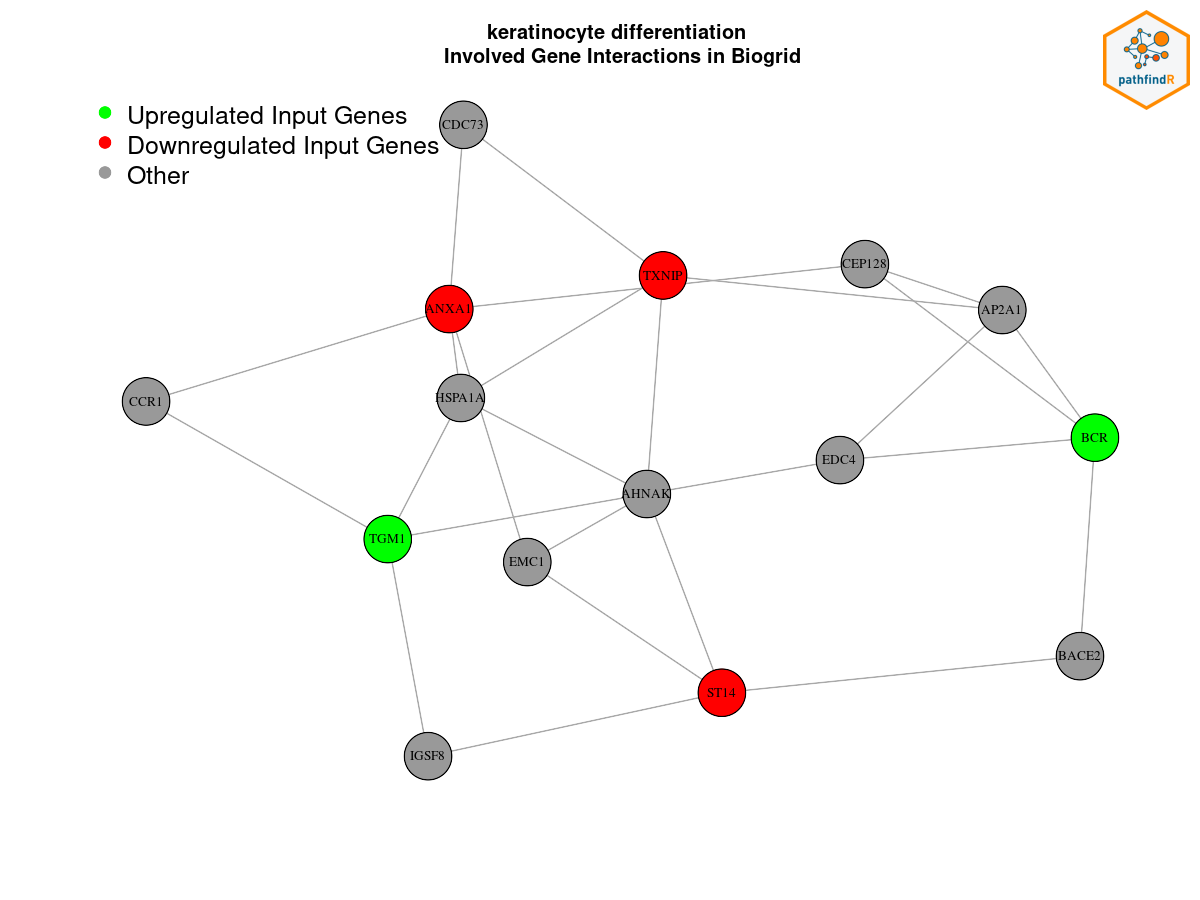 keratinocyte differentiation
Involved Gene Interactions in Biogrid
pathfindR
Upregulated Input Genes
Downregulated Input Genes
Other
CDC73
TXNIP
CEP128
ANXA1
AP2A1
CCR1
HSPA1A
BCR
EDC4
AHNAK
TGM1
EMC1
BACE2
ST14
IGSF8